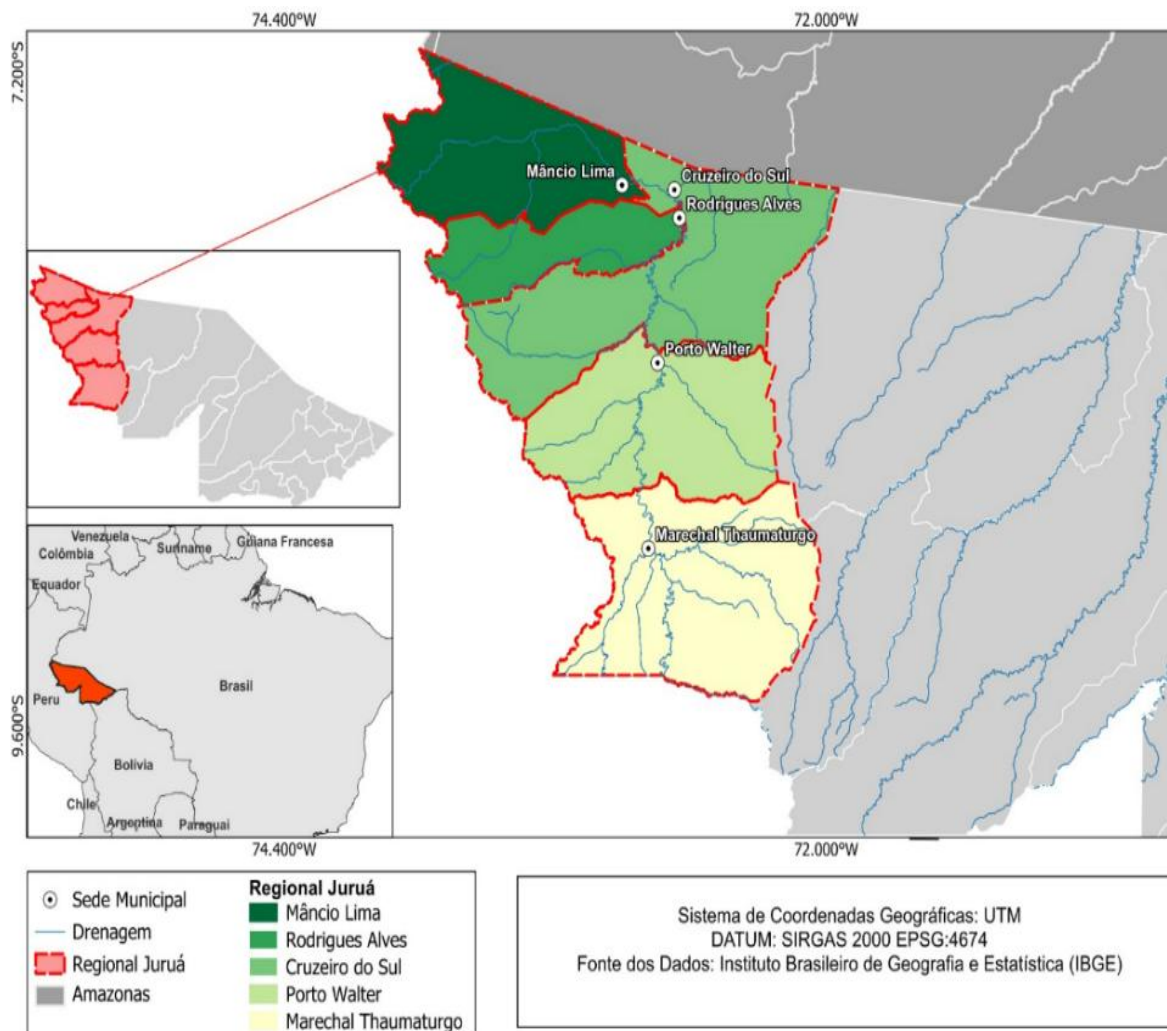 74.400°W
72.000°W
7.200°S
Mâncio Lima
Cruzeiro do Sul
Rodrigues Alves
Porto Walter
Marechal Thaumaturgo
Venezuela
Suriname
Guiana Francesa
Colômbia
Equador
Peru
Brasil
Bolívia
Chile
Argentina
Paraguai
9.600°S
74.400°W
72.000°W
Sede Municipal
Drenagem
Regional Juruá
Amazonas
Regional Juruá
Mâncio Lima
Rodrigues Alves
Cruzeiro do Sul
Porto Walter
Marechal Thaumaturgo
Sistema de Coordenadas Geográficas: UTM
DATUM: SIRGAS 2000 EPSG:4674
Fonte dos Dados: Instituto Brasileiro de Geografia e Estatística (IBGE)